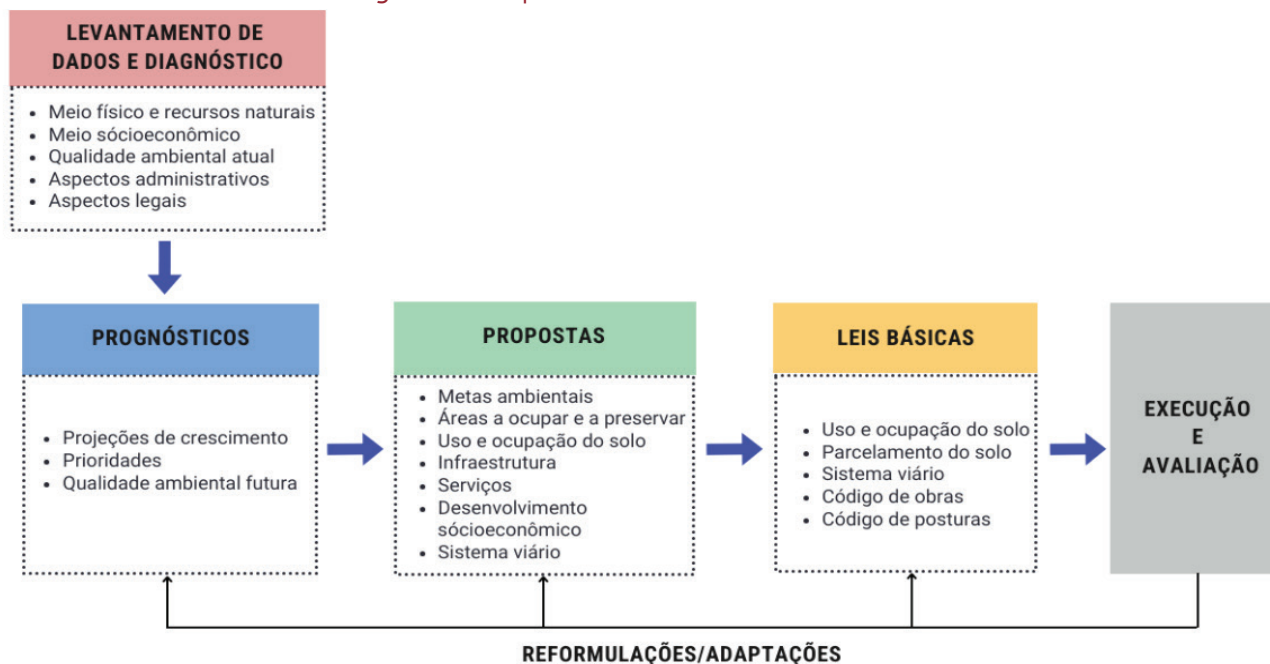 LEVANTAMENTO DE
DADOS E DIAGNÓSTICO
• Meio físico e recursos naturais
• Meio sócioeconômico
• Qualidade ambiental atual
• Aspectos administrativos
• Aspectos legais
PROGNÓSTICOS
• Projeções de crescimento
• Prioridades
• Qualidade ambiental futura
PROPOSTAS
• Metas ambientais
• Áreas a ocupar e a preservar
• Uso e ocupação do solo
• Infraestrutura
• Serviços
• Desenvolvimento
sócioeconômico
• Sistema viário
LEIS BÁSICAS
• Uso e ocupação do solo
• Parcelamento do solo
• Sistema viário
• Código de obras
• Código de posturas
EXECUÇÃO
E
AVALIAÇÃO
REFORMULAÇÕES/ADAPTAÇÕES